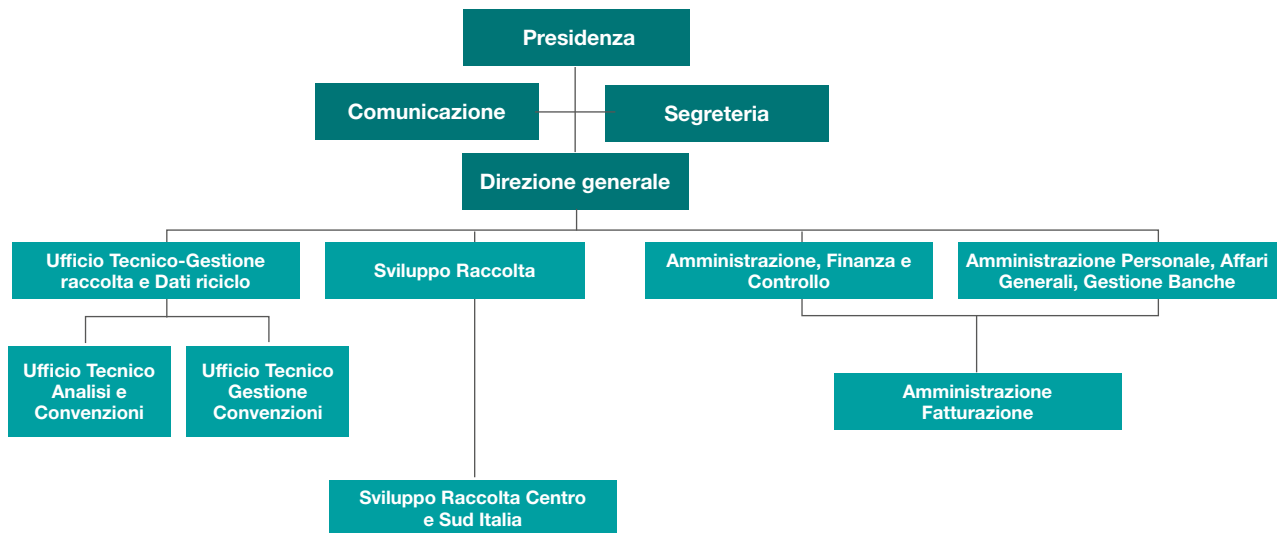 Presidenza
Comunicazione
Segreteria
Direzione generale
Ufficio Tecnico-Gestione
raccolta e Dati riciclo
Sviluppo Raccolta
Amministrazione, Finanza e
Controllo
Amministrazione Personale, Affari
Generali, Gestione Banche
Ufficio Tecnico
Analisi e
Convenzioni
Ufficio Tecnico
Gestione
Convenzioni
Amministrazione
Fatturazione
Sviluppo Raccolta Centro
e Sud Italia